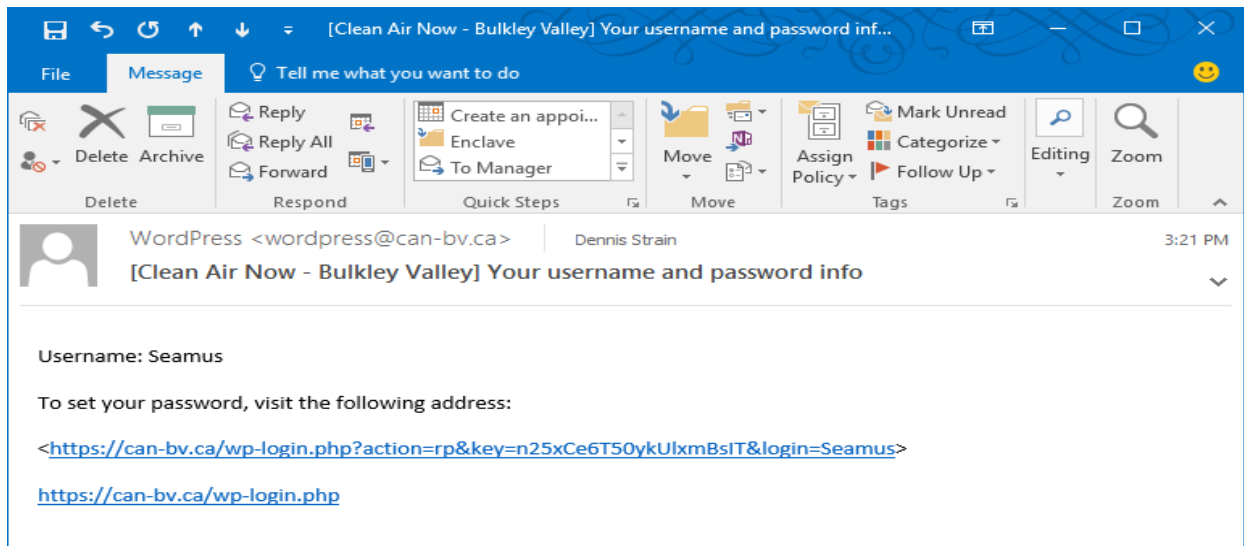 [Clean Air Now - Bulkley Valley] Your username and password inf...
File Message Tell me what you want to do
Delete Archive
Reply
Reply All
Forward
Create an appoi...
Enclave
To Manager
Move
Assign Policy
Mark Unread
Categorize
Follow Up
Editing Zoom
Delete Respond Quick Steps Move Tags Zoom
WordPress <wordpress@can-bv.ca> Dennis Strain 3:21 PM
[Clean Air Now - Bulkley Valley] Your username and password info
Username: Seamus
To set your password, visit the following address:
<https://can-bv.ca/wp-login.php?action=rp&key=n25xCe6T50ykUlxmBsIT&login=Seamus>
https://can-bv.ca/wp-login.php